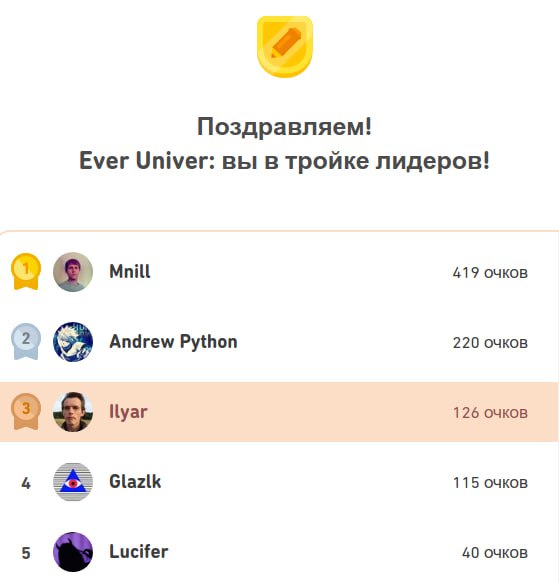 Поздравляем!
Ever Univer: вы в тройке лидеров!
1 Mnill 419 очков
2 Andrew Python 220 очков
3 Ilyar 126 очков
4 Glazlk 115 очков
5 Lucifer 40 очков